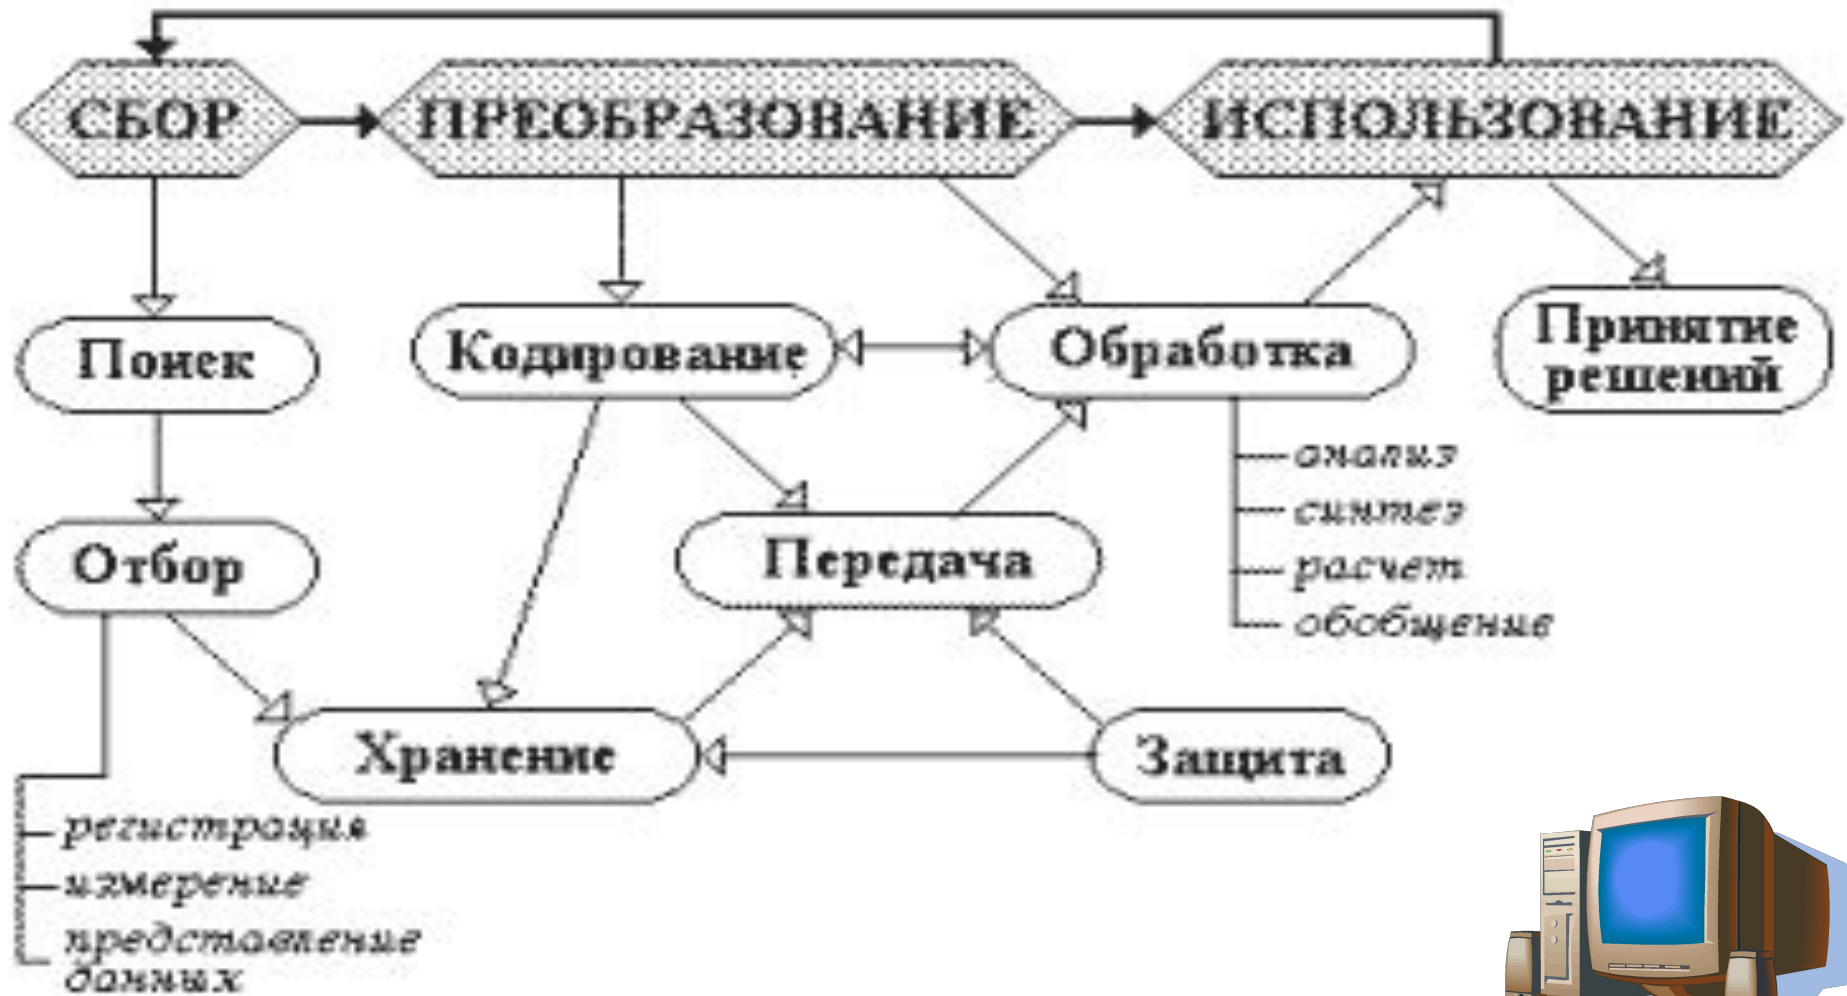 СБОР
ПРЕОБРАЗОВАНИЕ
ИСПОЛЬЗОВАНИЕ
Поиск
Кодирование
Обработка
Принятие
решений
анализ
синтез
расчет
обобщение
Отбор
Передача
Хранение
Защита
регистрация
измерение
представление
данных